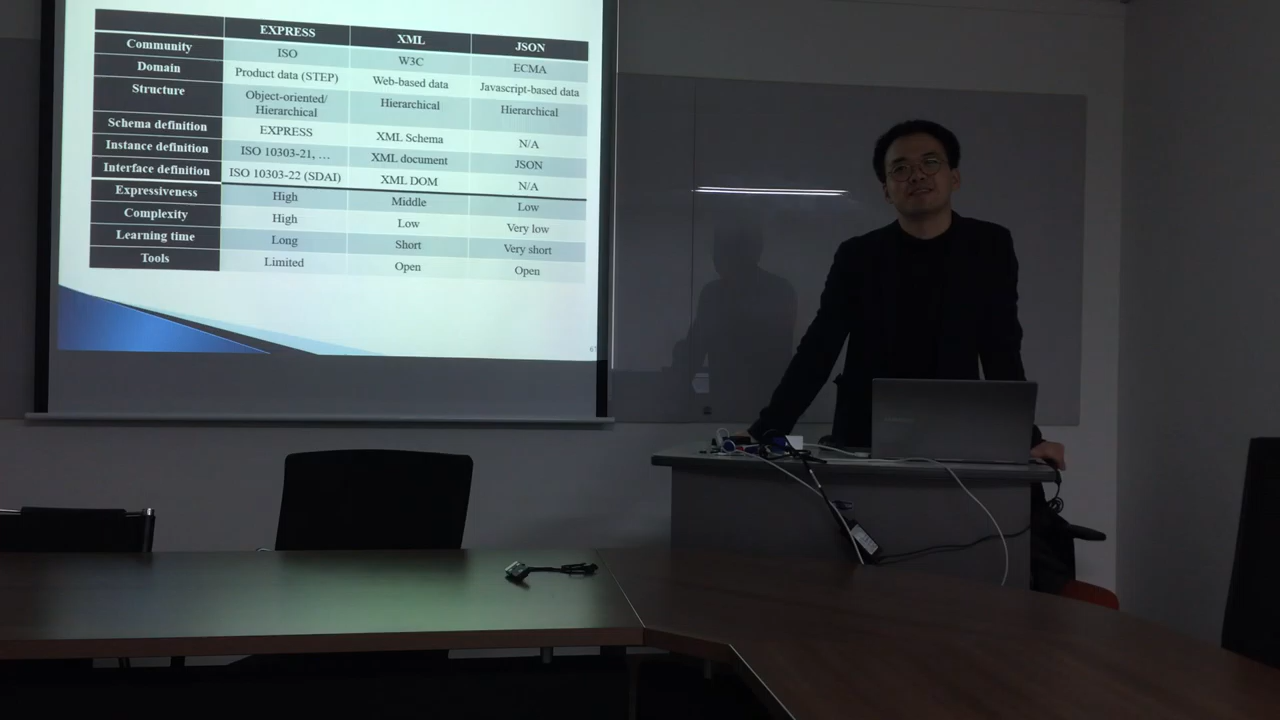 EXPRESS XML JSON
Community ISO W3C ECMA
Domain Product data (STEP) Web-based data Javascript-based data
Structure Object-oriented/ Hierarchical Hierarchical
Hierarchical
Schema definition EXPRESS XML Schema N/A
Instance definition ISO 10303-21, … XML document JSON
Interface definition ISO 10303-22 (SDAI) XML DOM N/A
Expressiveness High Middle Low
Complexity High Low Very low
Learning time Long Short Very short
Tools Limited Open Open